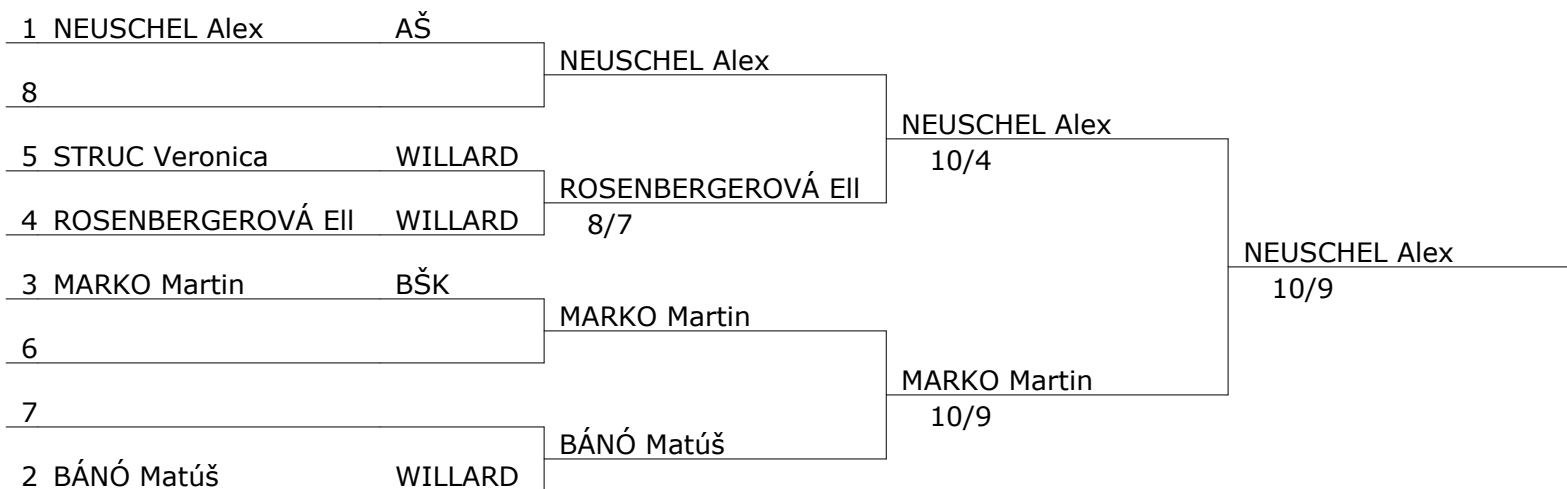 1 NEUSCHEL Alex AŠ
NEUSCHEL Alex
8
NEUSCHEL Alex
10/4
5 STRUC Veronica WILLARD
ROSENBERGEROVÁ Ell
8/7
4 ROSENBERGEROVÁ Ell WILLARD
NEUSCHEL Alex
10/9
3 MARKO Martin BŠK
MARKO Martin
6
MARKO Martin
10/9
7
BÁNÓ Matúš
2 BÁNÓ Matúš WILLARD